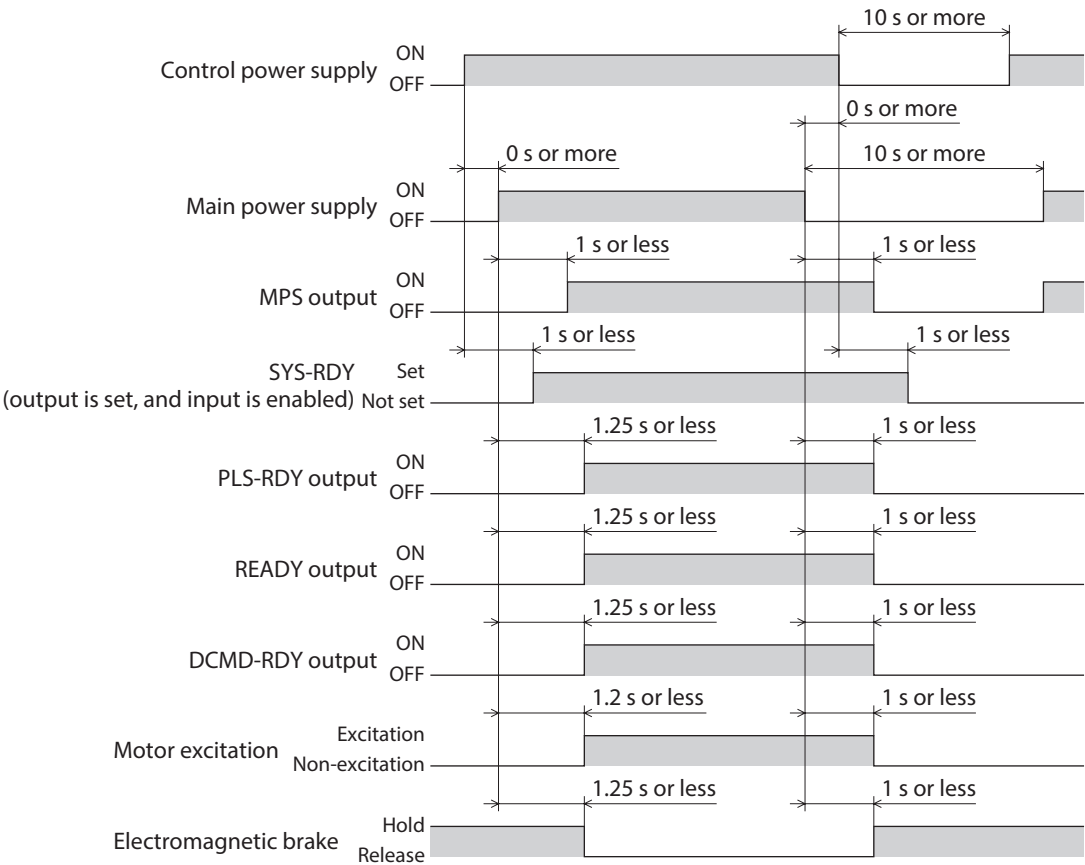 10 s or more
Control power supply ON
OFF
0 s or more
0 s or more 10 s or more
Main power supply ON
OFF
1 s or less 1 s or less
MPS output ON
OFF
1 s or less 1 s or less
SYS-RDY Set
(output is set, and input is enabled) Not set
1.25 s or less 1 s or less
PLS-RDY output ON
OFF
1.25 s or less 1 s or less
READY output ON
OFF
1.25 s or less 1 s or less
DCMD-RDY output ON
OFF
1.2 s or less 1 s or less
Motor excitation Excitation
Non-excitation
1.25 s or less 1 s or less
Electromagnetic brake Hold
Release